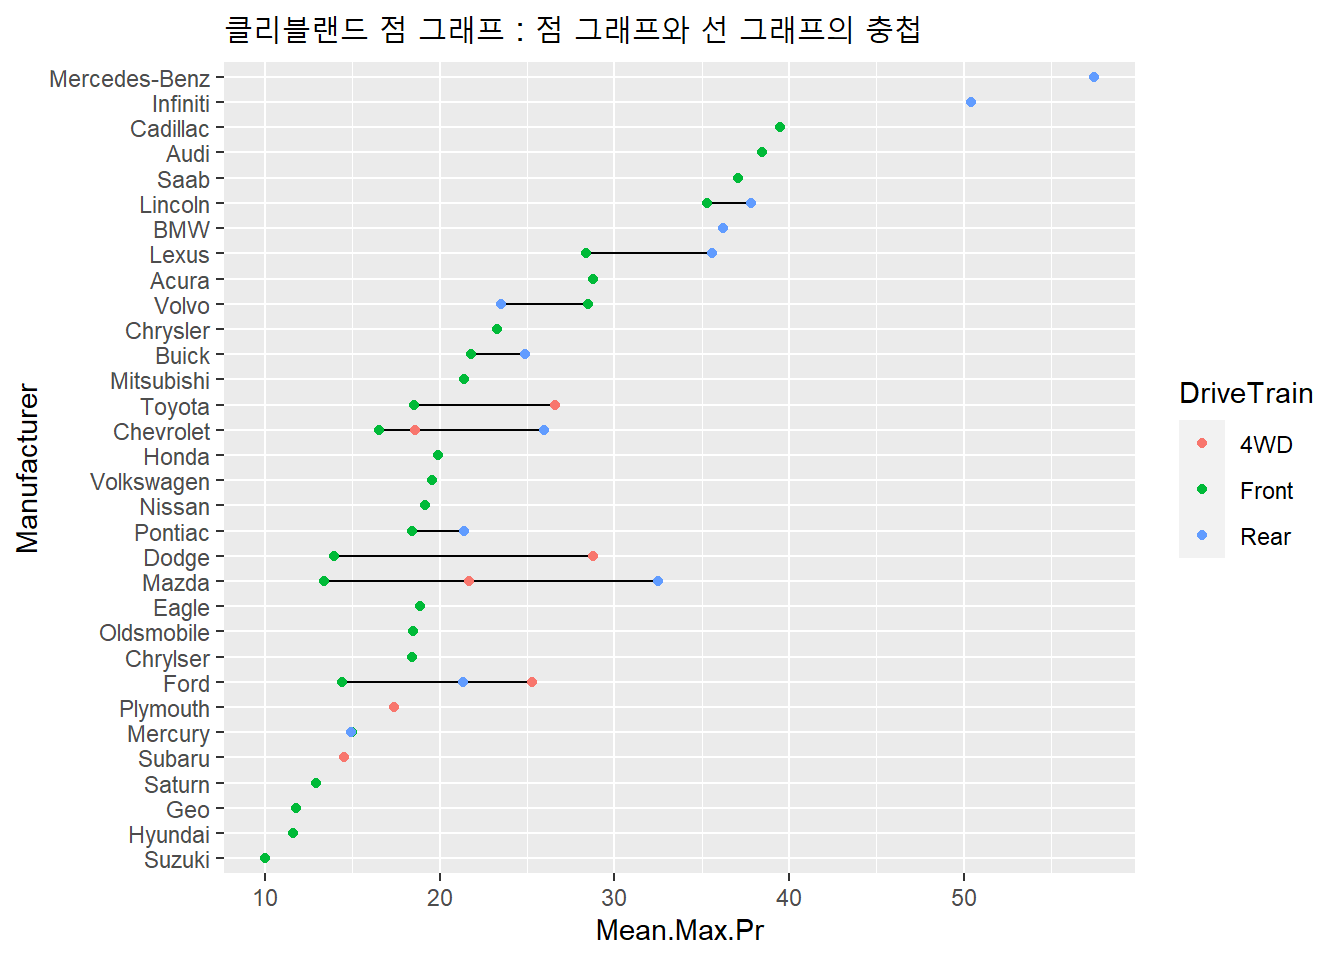 클리블랜드 점 그래프 : 점 그래프와 선 그래프의 충첩
Mercedes-Benz
Infiniti
Cadillac
Audi
Saab
Lincoln
BMW
Lexus
Acura
Volvo
Chrysler
Buick
Mitsubishi
Toyota
Chevrolet
Honda
Volkswagen
Nissan
Pontiac
Dodge
Mazda
Eagle
Oldsmobile
Chrylser
Ford
Plymouth
Mercury
Subaru
Saturn
Geo
Hyundai
Suzuki
Manufacturer
10 20 30 40 50
Mean.Max.Pr
DriveTrain
4WD
Front
Rear